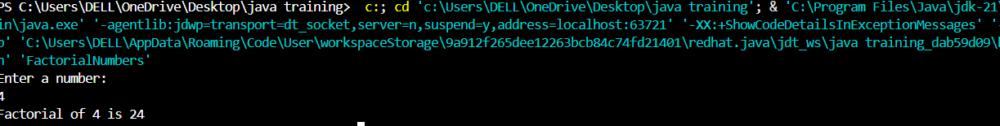 PS C:\Users\DELL\OneDrive\Desktop\java training>  c:; cd 'c:\Users\DELL\OneDrive\Desktop\java training'; & 'C:\Program Files\Java\jdk-21
in\java.exe' '-agentlib:jdwp=transport=dt_socket,server=n,suspend=y,address=localhost:63721' '-XX:+ShowCodeDetailsInExceptionMessages' '-
p' 'C:\Users\DELL\AppData\Roaming\Code\User\workspaceStorage\9a912f265dee12263bcb84c74fd21401\redhat.java\jdt_ws\java training_dab59d09\b
n' 'FactorialNumbers'
Enter a number:
4
Factorial of 4 is 24